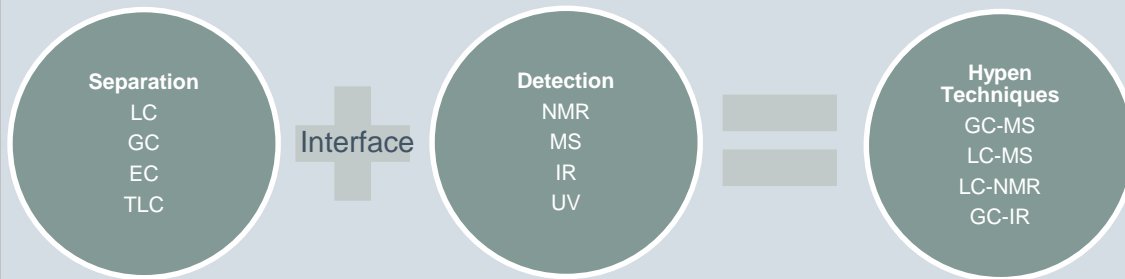 Separation
LC
GC
EC
TLC
Interface
Detection
NMR
MS
IR
UV
Hypen
Techniques
GC-MS
LC-MS
LC-NMR
GC-IR